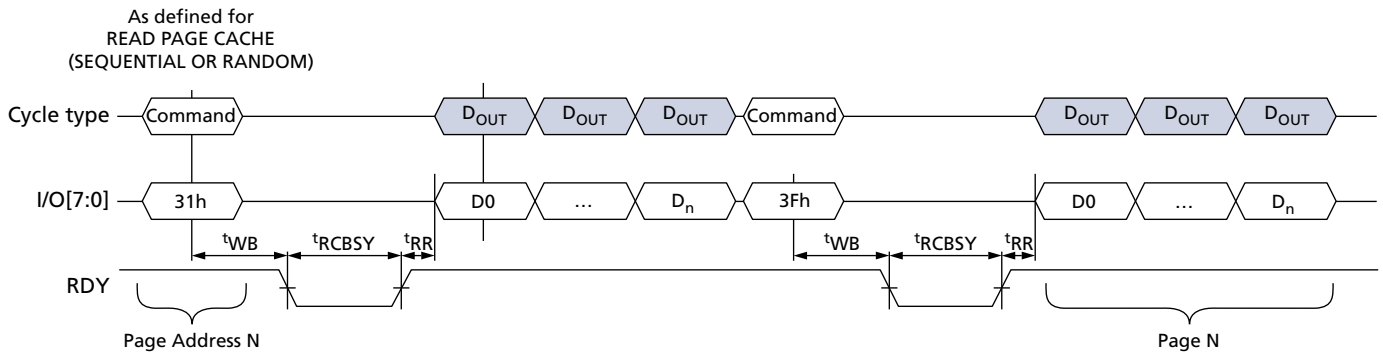 As defined for
READ PAGE CACHE
(SEQUENTIAL OR RANDOM)
Cycle type Command DOUT DOUT DOUT Command DOUT DOUT DOUT
I/O[7:0] 31h D0 … Dn 3Fh D0 … Dn
tWB tRCBSY tRR tWB tRCBSY tRR
RDY
Page Address N Page N